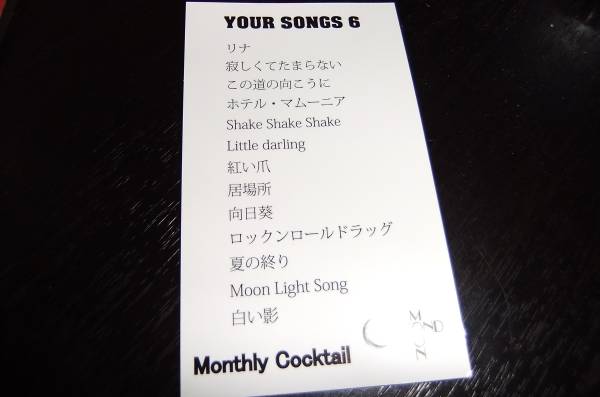 YOUR SONGS 6
リナ
寂しくてたまらない
この道の向こうに
ホテル・マムーニア
Shake Shake Shake
Little darling
紅い爪
居場所
向日葵
ロックンロールドラッグ
夏の終り
Moon Light Song
白い影
Monthly Cocktail